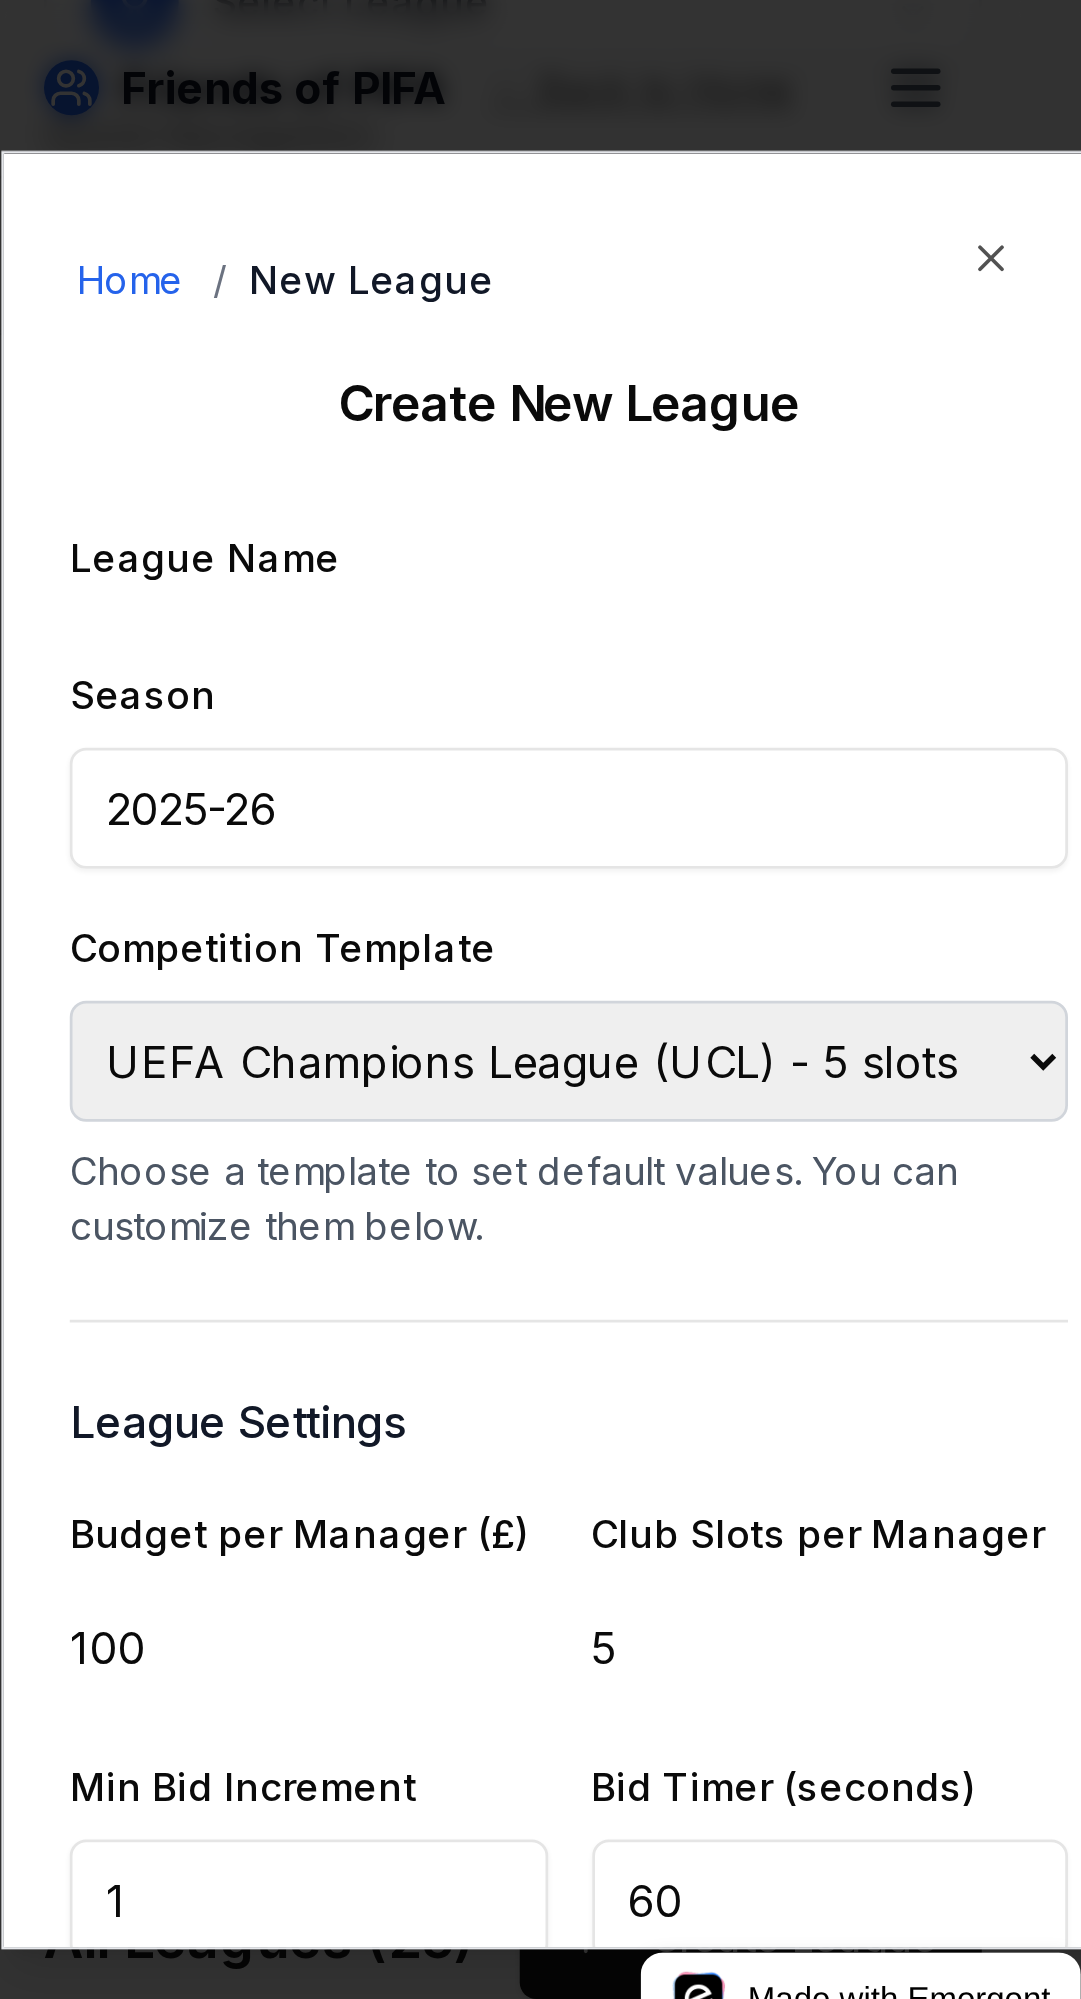 Select League
Friends of PIFA
Home / New League
Create New League
League Name
Season
2025-26
Competition Template
UEFA Champions League (UCL) - 5 slots
Choose a template to set default values. You can
customize them below.
League Settings
Budget per Manager (£) Club Slots per Manager
100 5
Min Bid Increment Bid Timer (seconds)
1 60
Made with Emergent